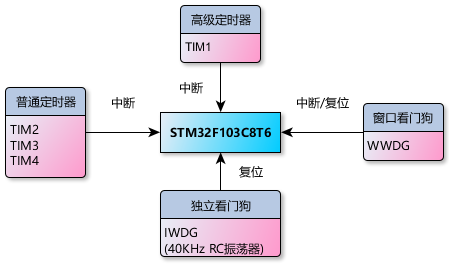 高级定时器
TIM1
普通定时器
TIM2
TIM3
TIM4
中断
中断
中断/复位
STM32F103C8T6
窗口看门狗
WWDG
复位
独立看门狗
IWDG
(40KHz RC振荡器)